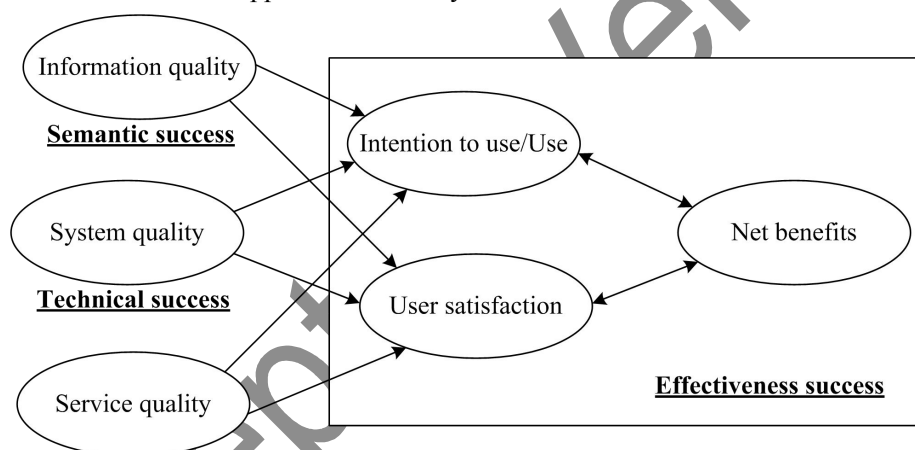 Information quality
Semantic success
Intention to use/Use
System quality
Net benefits
Technical success
User satisfaction
Effectiveness success
Service quality